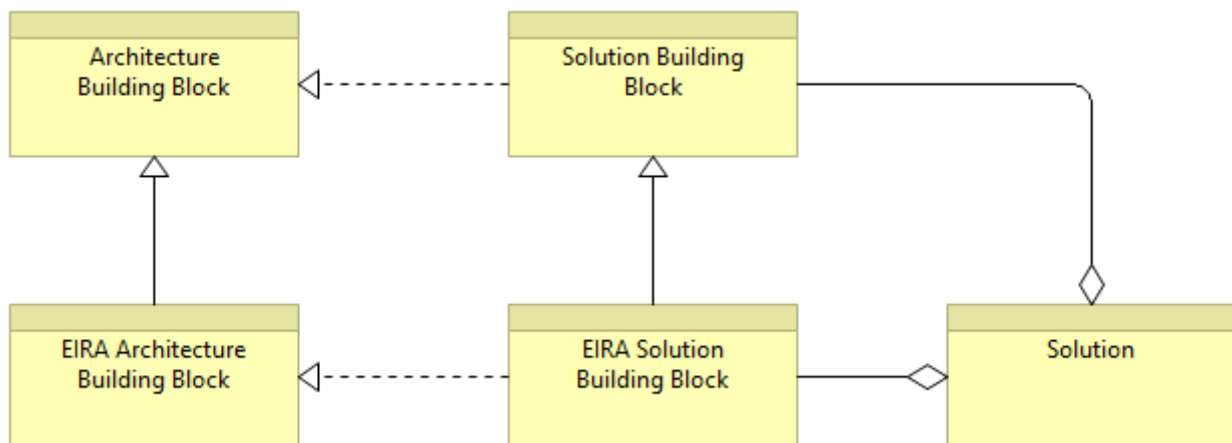 Architecture
Building Block
Solution Building
Block
EIRA Architecture
Building Block
EIRA Solution
Building Block
Solution